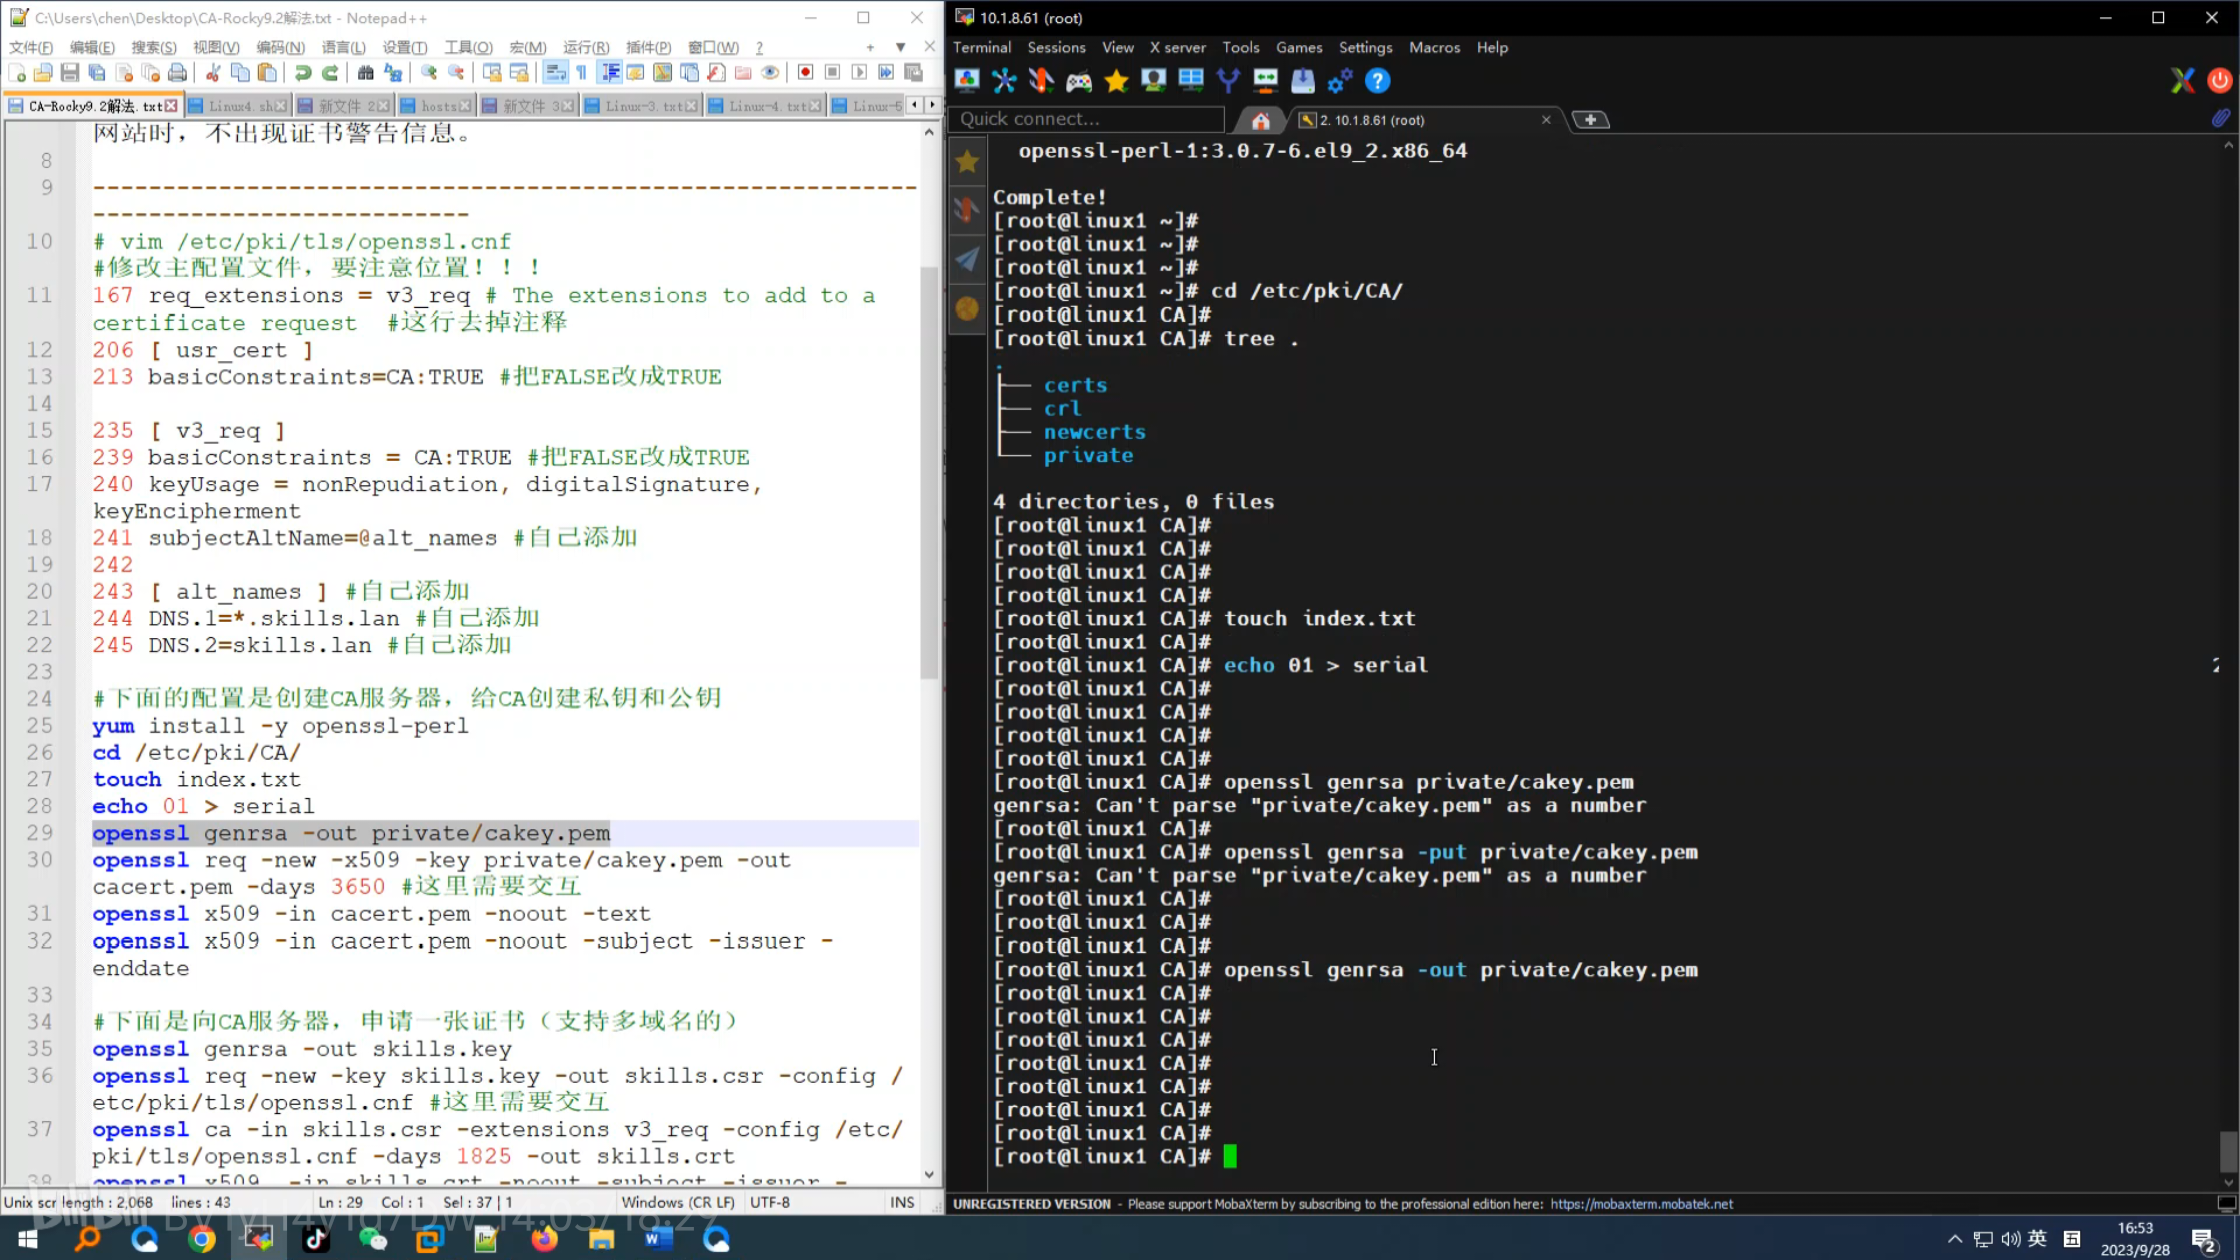 C:\Users\chen\Desktop\CA-Rocky9.2解法.txt - Notepad++
文件(F) 编辑(E) 搜索(S) 视图(V) 编码(N) 语言(L) 设置(T) 工具(O) 宏(M) 运行(R) 插件(P) 窗口(W) ?
CA-Rocky9.2解法.txt Linux4.sh 新文件 2 hosts 新文件 3 Linux-3.txt Linux-4.txt Linux-5
网站时，不出现证书警告信息。
8
9 --------------------------------------------------------------------------------------
10 # vim /etc/pki/tls/openssl.cnf
#修改主配置文件，要注意位置！！！
11 167 req_extensions = v3_req # The extensions to add to a
certificate request #这行去掉注释
12 206 [ usr_cert ]
13 213 basicConstraints=CA:TRUE #把FALSE改成TRUE
14
15 235 [ v3_req ]
16 239 basicConstraints = CA:TRUE #把FALSE改成TRUE
17 240 keyUsage = nonRepudiation, digitalSignature,
keyEncipherment
18 241 subjectAltName=@alt_names #自己添加
19 242
20 243 [ alt_names ] #自己添加
21 244 DNS.1=*.skills.lan #自己添加
22 245 DNS.2=skills.lan #自己添加
23
24 #下面的配置是创建CA服务器，给CA创建私钥和公钥
25 yum install -y openssl-perl
26 cd /etc/pki/CA/
27 touch index.txt
28 echo 01 > serial
29 openssl genrsa -out private/cakey.pem
30 openssl req -new -x509 -key private/cakey.pem -out
cacert.pem -days 3650 #这里需要交互
31 openssl x509 -in cacert.pem -noout -text
32 openssl x509 -in cacert.pem -noout -subject -issuer -
enddate
33
34 #下面是向CA服务器，申请一张证书（支持多域名的）
35 openssl genrsa -out skills.key
36 openssl req -new -key skills.key -out skills.csr -config /
etc/pki/tls/openssl.cnf #这里需要交互
37 openssl ca -in skills.csr -extensions v3_req -config /etc/
pki/tls/openssl.cnf -days 1825 -out skills.crt
38 openssl x509 -in skills.crt -noout -subject -issuer -
Unix scr length : 2,068 lines : 43 Ln : 29 Col : 1 Sel : 37 | 1 Windows (CR LF) UTF-8 INS
10.1.8.61 (root)
Terminal Sessions View X server Tools Games Settings Macros Help
Quick connect... 2. 10.1.8.61 (root)
openssl-perl-1:3.0.7-6.el9_2.x86_64
Complete!
[root@linux1 ~]#
[root@linux1 ~]#
[root@linux1 ~]#
[root@linux1 ~]# cd /etc/pki/CA/
[root@linux1 CA]#
[root@linux1 CA]# tree .
.
├── certs
├── crl
├── newcerts
└── private
4 directories, 0 files
[root@linux1 CA]#
[root@linux1 CA]#
[root@linux1 CA]#
[root@linux1 CA]#
[root@linux1 CA]# touch index.txt
[root@linux1 CA]#
[root@linux1 CA]# echo 01 > serial
[root@linux1 CA]#
[root@linux1 CA]#
[root@linux1 CA]#
[root@linux1 CA]#
[root@linux1 CA]# openssl genrsa private/cakey.pem
genrsa: Can't parse "private/cakey.pem" as a number
[root@linux1 CA]#
[root@linux1 CA]# openssl genrsa -put private/cakey.pem
genrsa: Can't parse "private/cakey.pem" as a number
[root@linux1 CA]#
[root@linux1 CA]#
[root@linux1 CA]#
[root@linux1 CA]# openssl genrsa -out private/cakey.pem
[root@linux1 CA]#
[root@linux1 CA]#
[root@linux1 CA]#
[root@linux1 CA]#
[root@linux1 CA]#
[root@linux1 CA]#
[root@linux1 CA]#
[root@linux1 CA]#
UNREGISTERED VERSION - Please support MobaXterm by subscribing to the professional edition here: https://mobaxterm.mobatek.net
英 五 16:53
2023/9/28 2